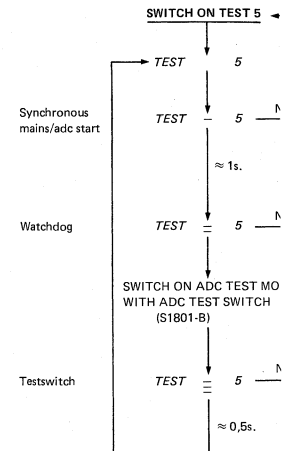 SWITCH ON TEST 5
TEST 5
Synchronous
mains/adc start
TEST – 5 N
≈ 1s.
Watchdog
TEST = 5 N
SWITCH ON ADC TEST MO
WITH ADC TEST SWITCH
(S1801-B)
Testswitch
TEST ≡ 5 N
≈ 0,5s.